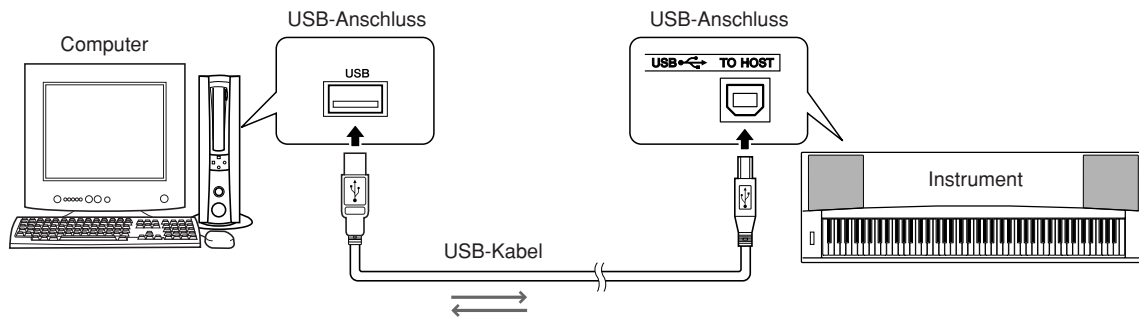 USB-Anschluss
USB-Anschluss
Computer
USB
USB TO HOST
Instrument
USB-Kabel